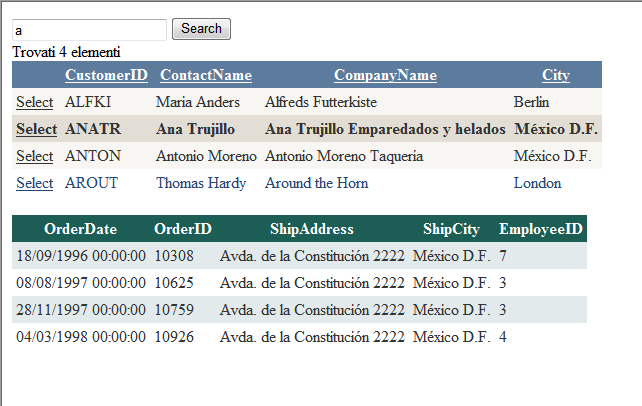 a Search
Trovati 4 elementi
CustomerID ContactName CompanyName City
Select ALFKI Maria Anders Alfreds Futterkiste Berlin
Select ANATR Ana Trujillo Ana Trujillo Emparedados y helados México D.F.
Select ANTON Antonio Moreno Antonio Moreno Taquería México D.F.
Select AROUT Thomas Hardy Around the Horn London
OrderDate OrderID ShipAddress ShipCity EmployeeID
18/09/1996 00:00:00 10308 Avda. de la Constitución 2222 México D.F. 7
08/08/1997 00:00:00 10625 Avda. de la Constitución 2222 México D.F. 3
28/11/1997 00:00:00 10759 Avda. de la Constitución 2222 México D.F. 3
04/03/1998 00:00:00 10926 Avda. de la Constitución 2222 México D.F. 4